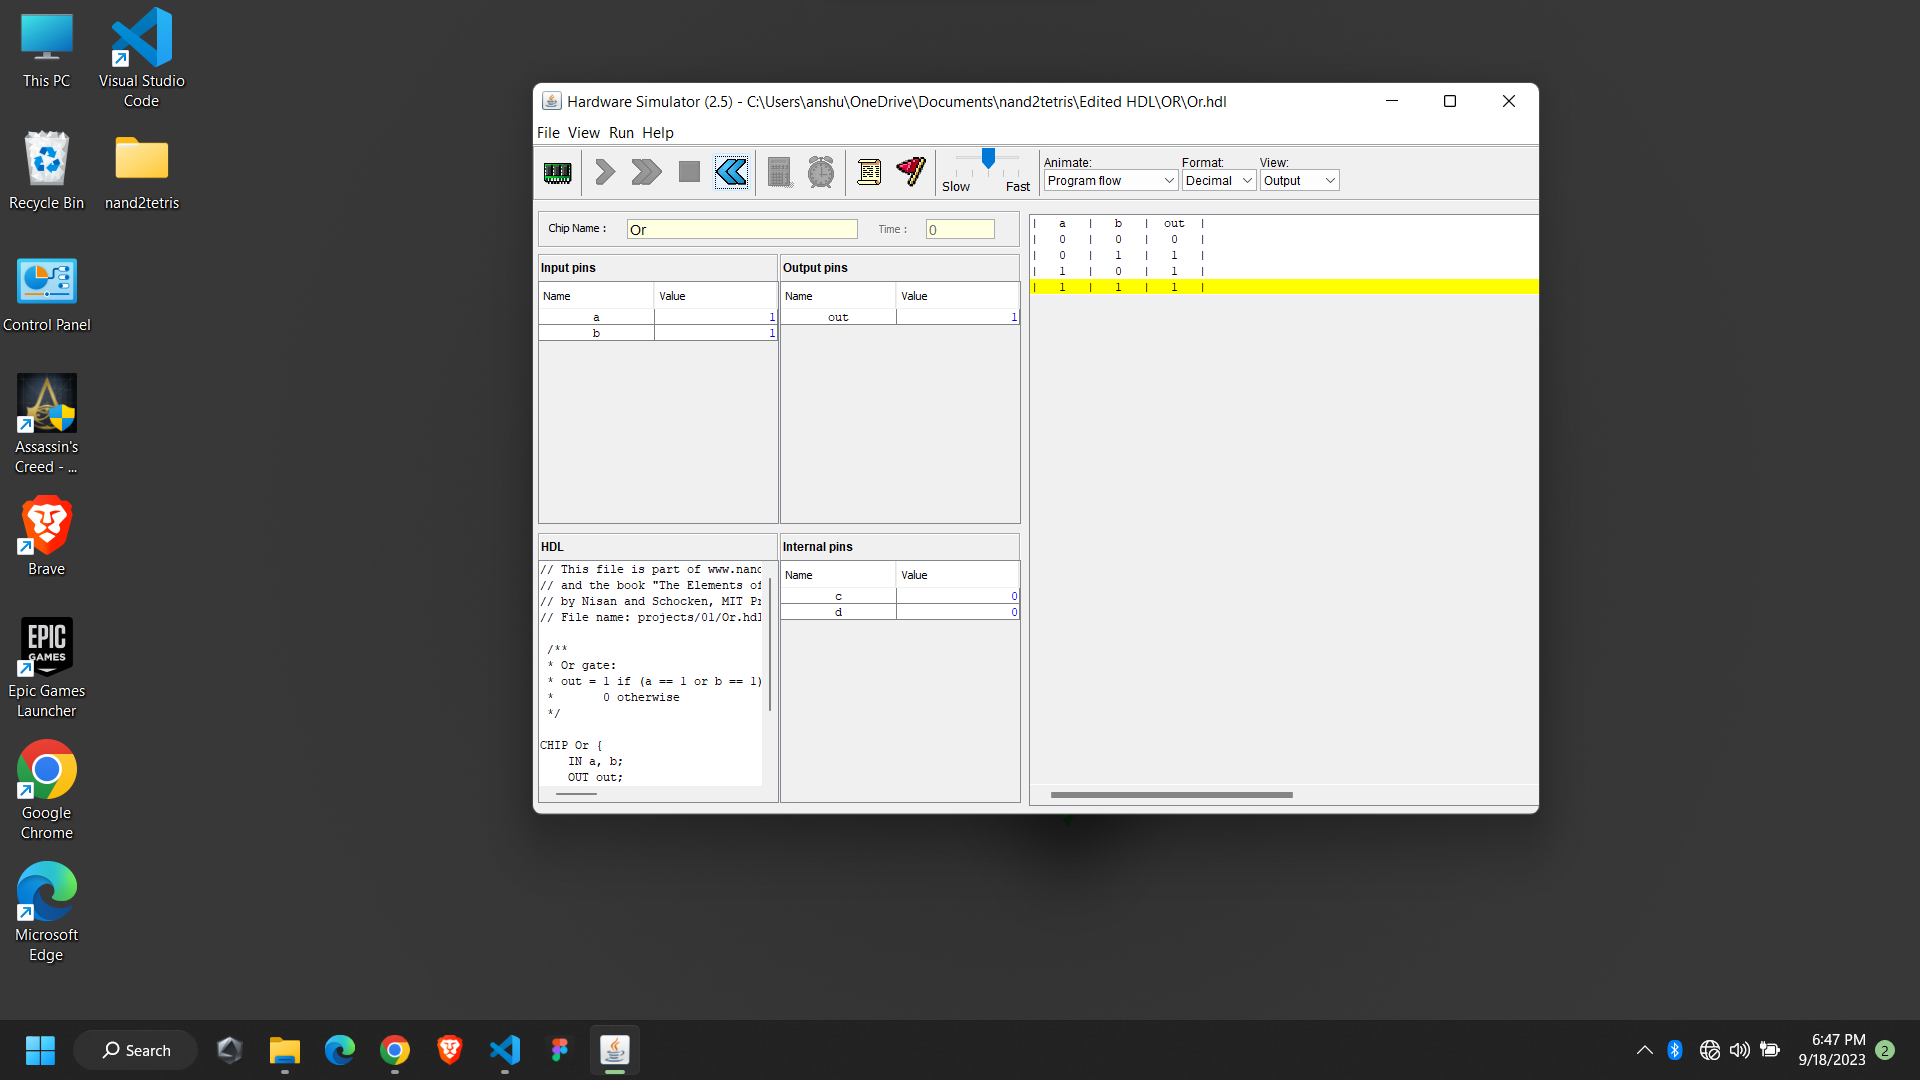 This PC
Visual Studio
Code
Recycle Bin
nand2tetris
Control Panel
Assassin's
Creed - ...
Brave
EPIC
GAMES
Epic Games
Launcher
Google
Chrome
Microsoft
Edge
Hardware Simulator (2.5) - C:\Users\anshu\OneDrive\Documents\nand2tetris\Edited HDL\OR\Or.hdl
File View Run Help
Slow Fast
Animate:
Program flow
Format:
Decimal
View:
Output
Chip Name : Or Time : 0
Input pins
Name Value
a 1
b 1
Output pins
Name Value
out 1
HDL
// This file is part of www.nand
// and the book "The Elements of
// by Nisan and Schocken, MIT Pr
// File name: projects/01/Or.hdl
/**
* Or gate:
* out = 1 if (a == 1 or b == 1)
* 0 otherwise
*/
CHIP Or {
IN a, b;
OUT out;
Internal pins
Name Value
c 0
d 0
| a | b | out |
| 0 | 0 | 0 |
| 0 | 1 | 1 |
| 1 | 0 | 1 |
| 1 | 1 | 1 |
Search
6:47 PM
9/18/2023
2